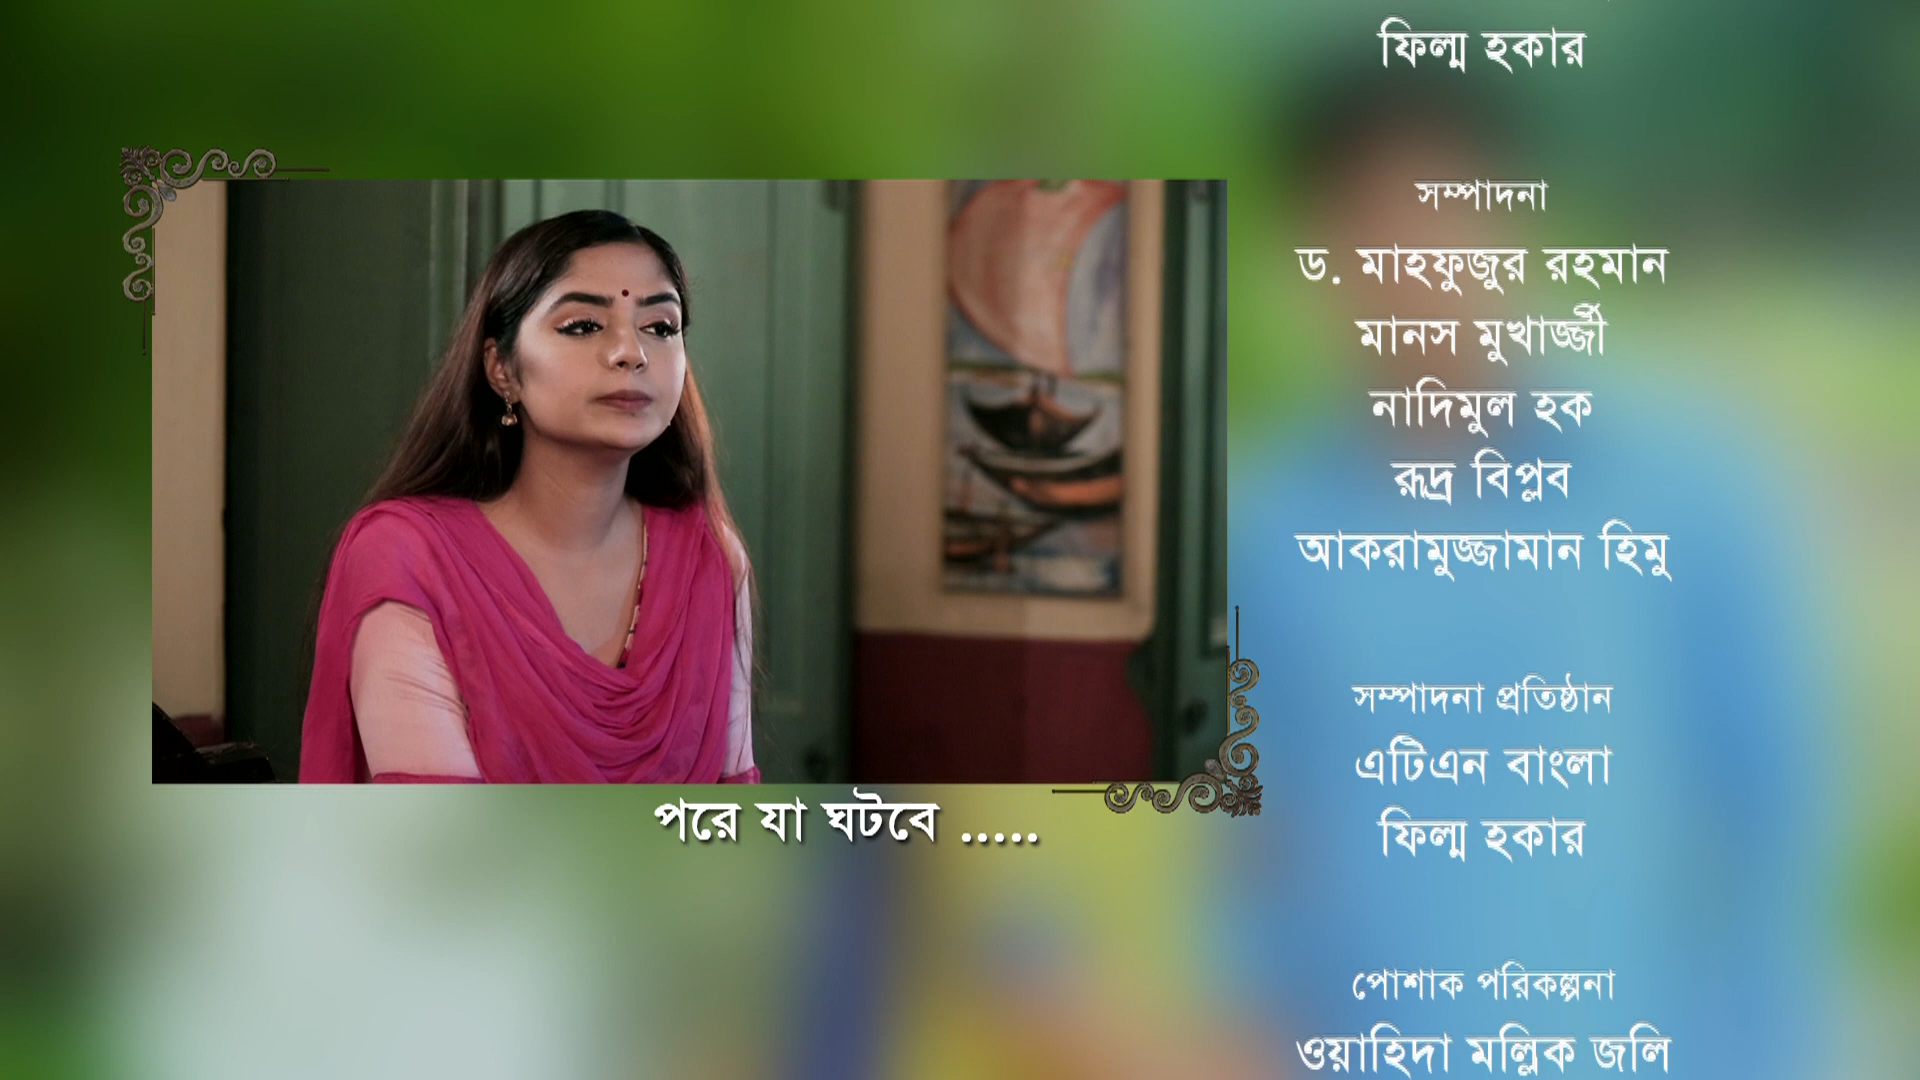 ফিল্ম হকার
সম্পাদনা
ড. মাহফুজুর রহমান
মানস মুখার্জ্জী
নাদিমুল হক
রূদ্র বিপ্লব
আকরামুজ্জামান হিমু
সম্পাদনা প্রতিষ্ঠান
এটিএন বাংলা
ফিল্ম হকার
পোশাক পরিকল্পনা
ওয়াহিদা মল্লিক জলি
পরে যা ঘটবে .....